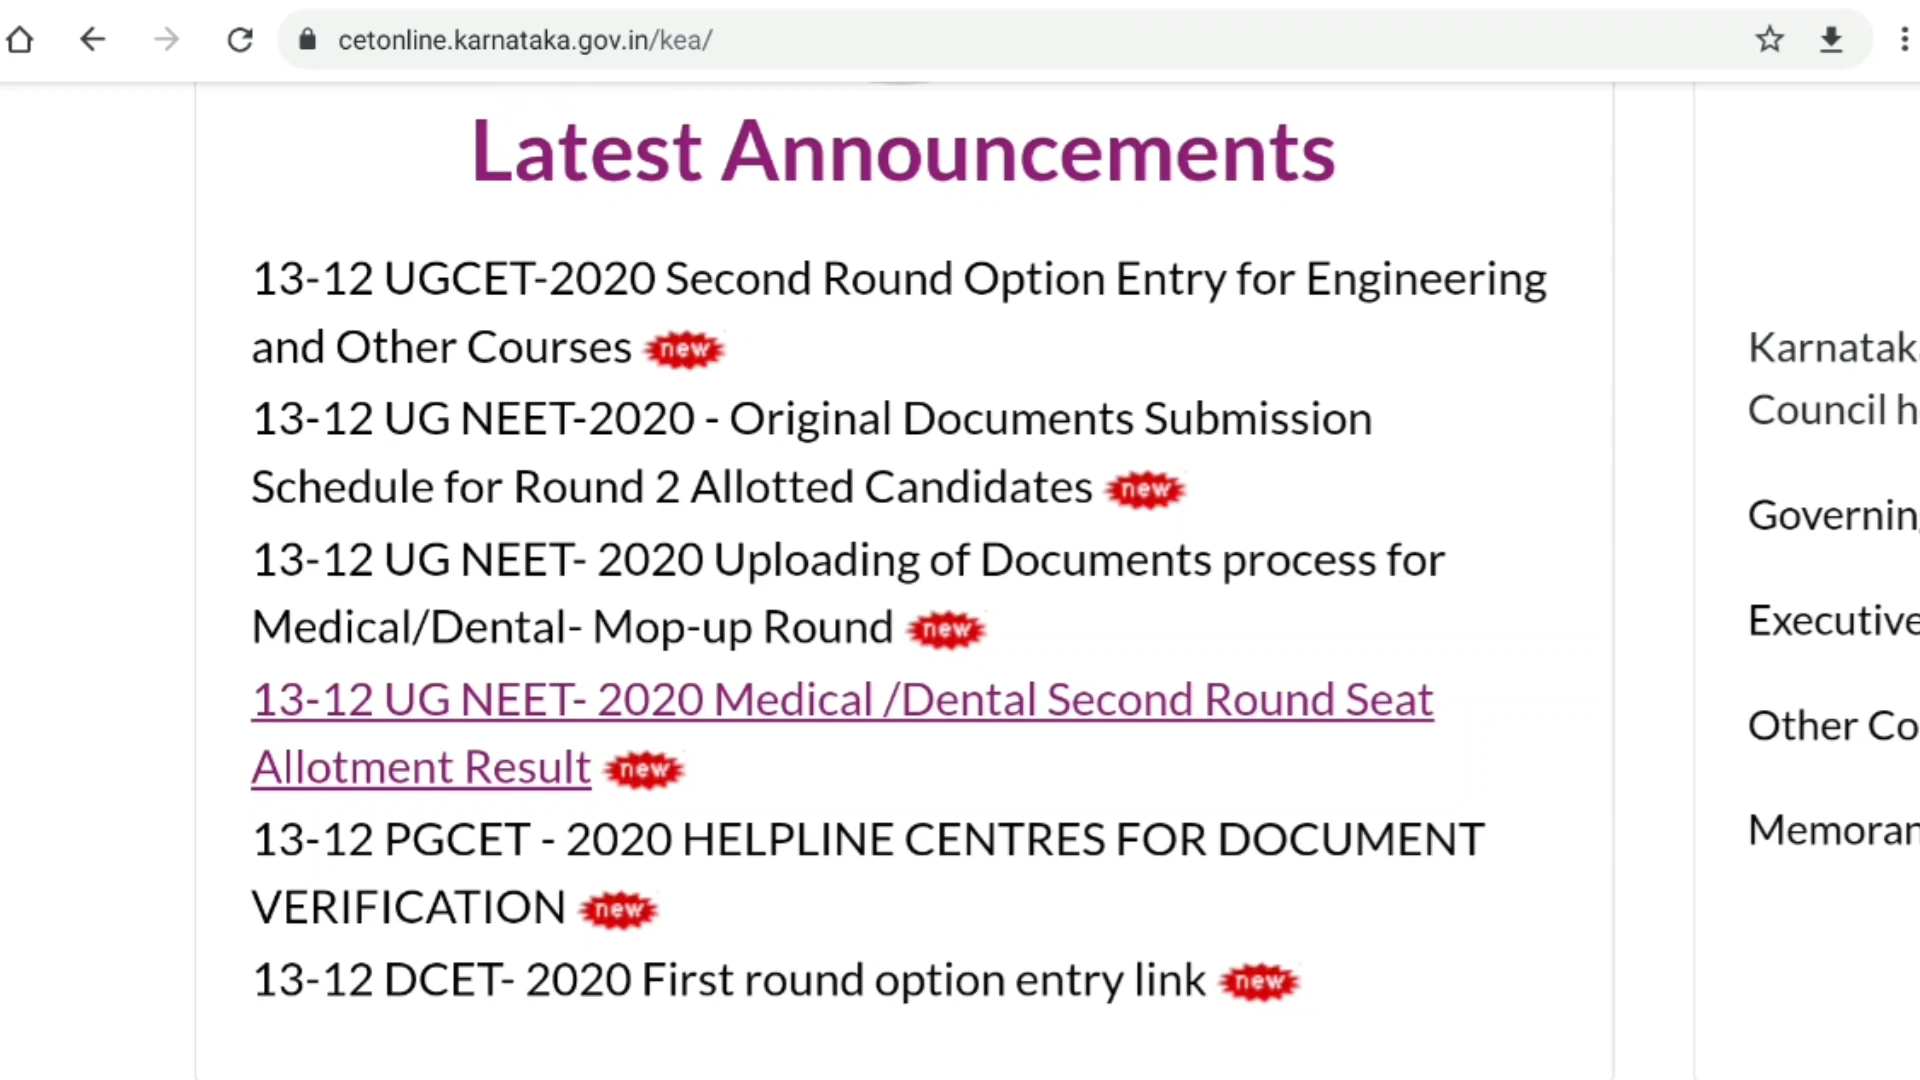 cetonline.karnataka.gov.in/kea/
Latest Announcements
13-12 UGCET-2020 Second Round Option Entry for Engineering
and Other Courses new
13-12 UG NEET-2020 - Original Documents Submission
Schedule for Round 2 Allotted Candidates new
13-12 UG NEET- 2020 Uploading of Documents process for
Medical/Dental- Mop-up Round new
13-12 UG NEET- 2020 Medical /Dental Second Round Seat
Allotment Result new
13-12 PGCET - 2020 HELPLINE CENTRES FOR DOCUMENT
VERIFICATION new
13-12 DCET- 2020 First round option entry link new
Council
Executive
Other